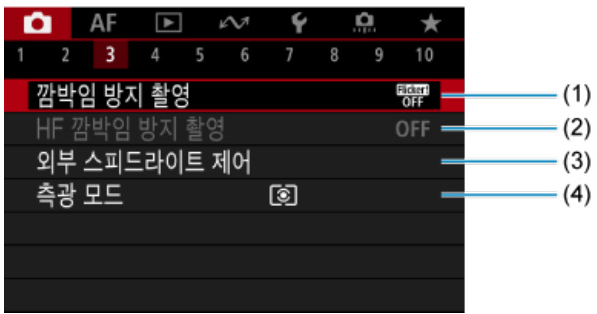 AF
1 2 3 4 5 6 7 8 9 10
깜박임 방지 촬영 Flicker! OFF (1)
HF 깜박임 방지 촬영 OFF (2)
외부 스피드라이트 제어 (3)
측광 모드 (4)